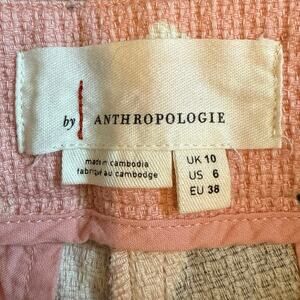 by ANTHROPOLOGIE
made in cambodia
fabriqué au cambodge
UK 10
US 6
EU 38